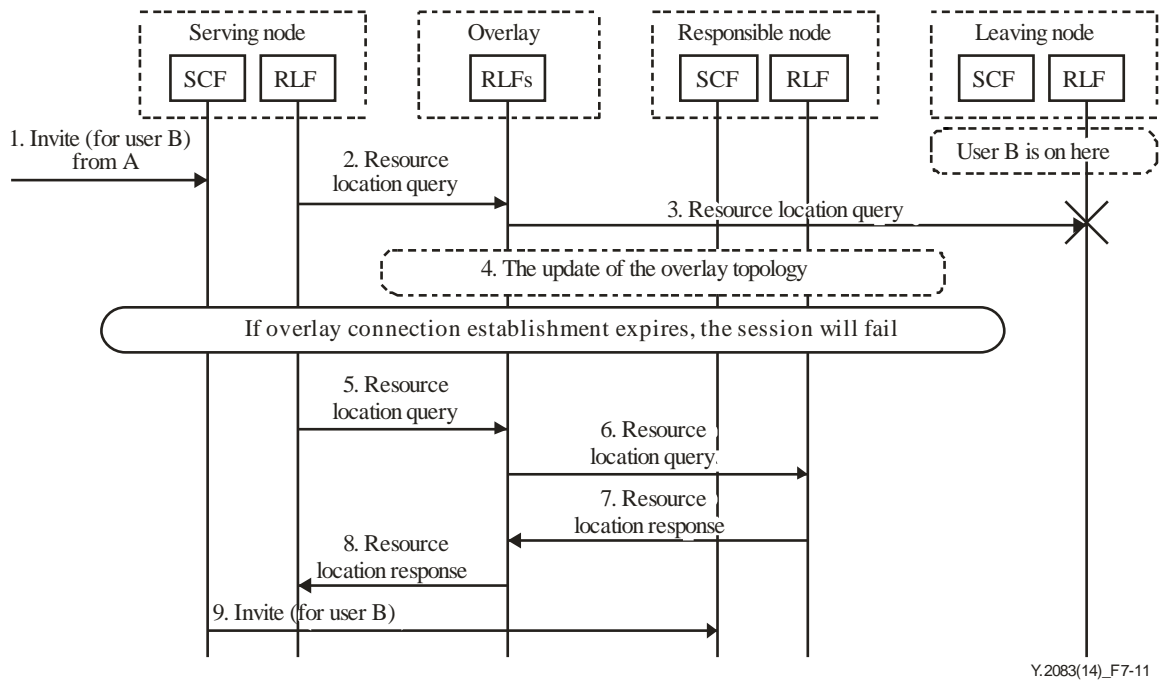 Serving node
Overlay
Responsible node
Leaving node
SCF
RLF
RLFs
SCF
RLF
SCF
RLF
1. Invite (for user B)
from A
User B is on here
2. Resource
location query
3. Resource location query
4. The update of the overlay topology
If overlay connection establishment expires, the session will fail
5. Resource
location query
6. Resource
location query
7. Resource
location response
8. Resource
location response
9. Invite (for user B)
Y.2083(14)_F7-11